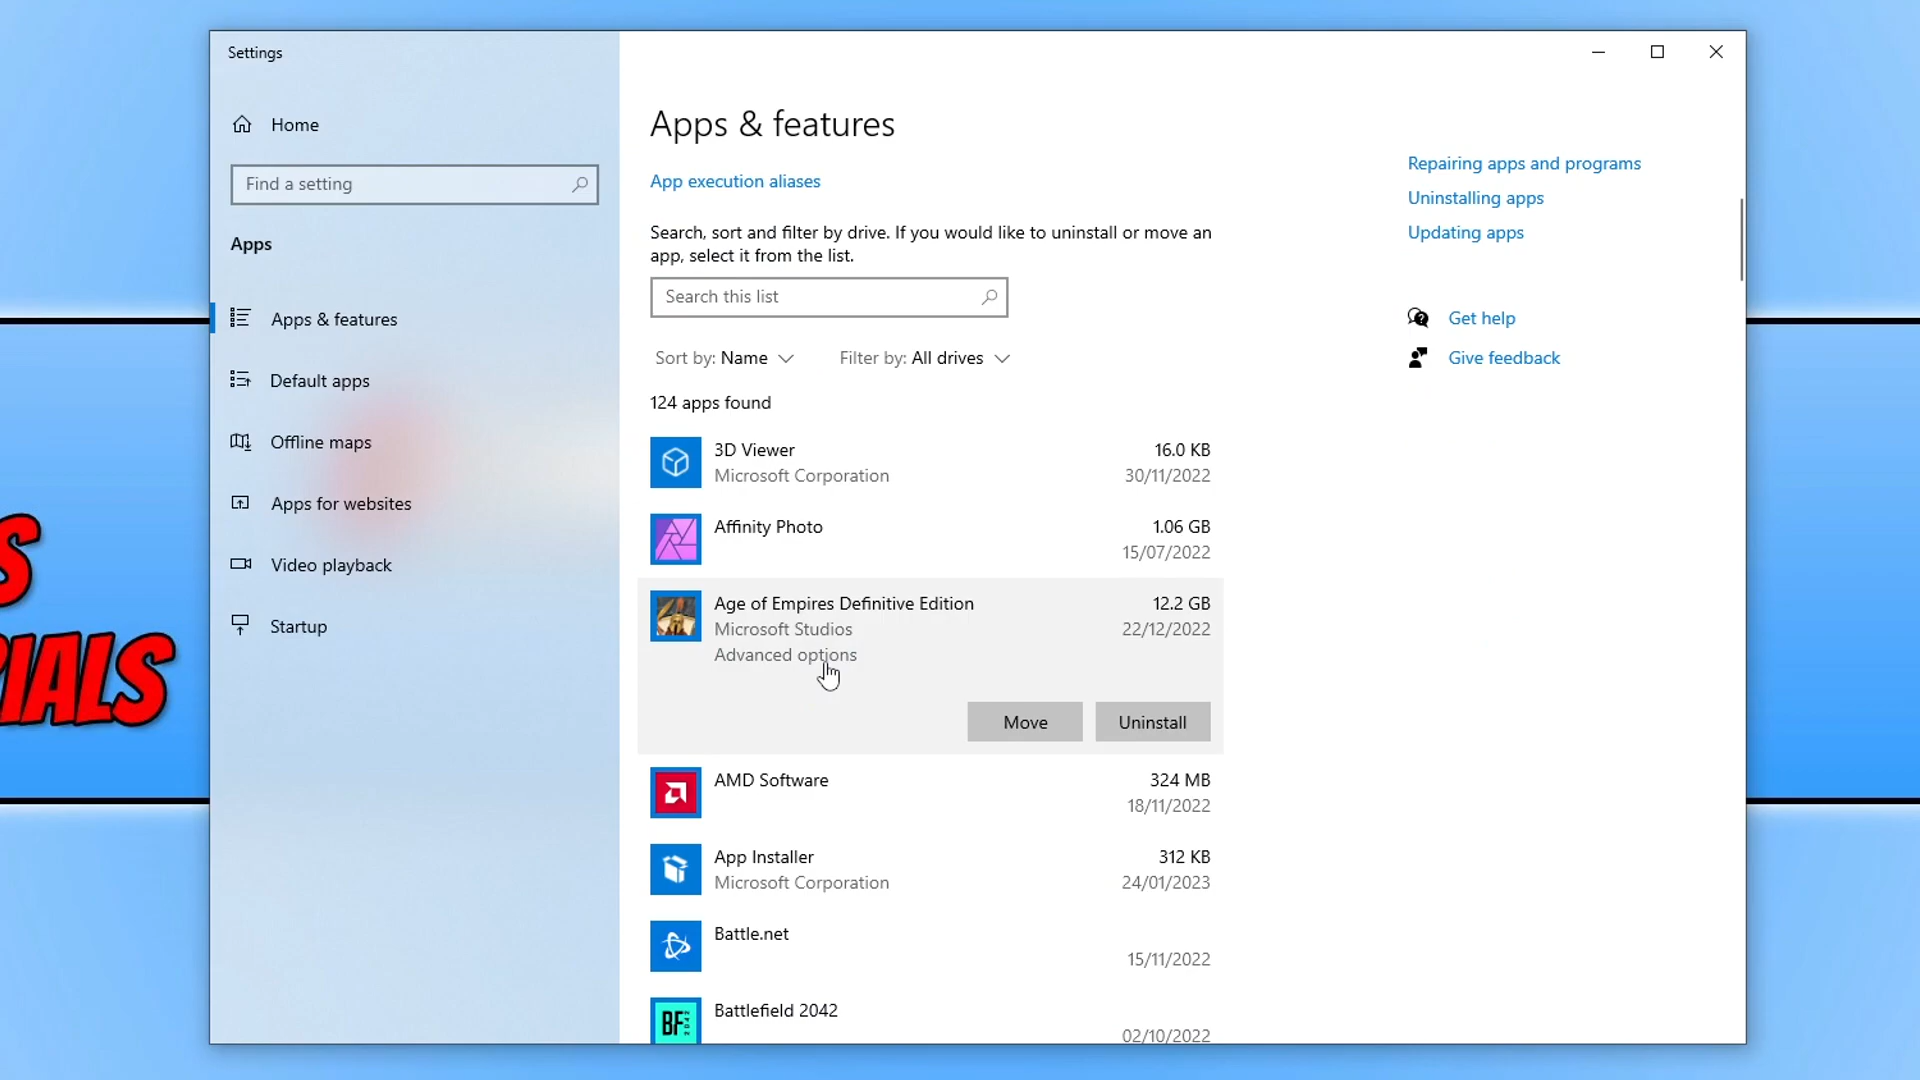 Settings
Home
Find a setting
Apps
Apps & features
Default apps
Offline maps
Apps for websites
Video playback
Startup
Apps & features
App execution aliases
Search, sort and filter by drive. If you would like to uninstall or move an
app, select it from the list.
Search this list
Sort by: Name
Filter by: All drives
124 apps found
3D Viewer
16.0 KB
Microsoft Corporation
30/11/2022
Affinity Photo
1.06 GB
15/07/2022
Age of Empires Definitive Edition
12.2 GB
Microsoft Studios
22/12/2022
Advanced options
Move
Uninstall
AMD Software
324 MB
18/11/2022
App Installer
312 KB
Microsoft Corporation
24/01/2023
Battle.net
15/11/2022
Battlefield 2042
BF 2042
02/10/2022
Repairing apps and programs
Uninstalling apps
Updating apps
Get help
Give feedback
S
IALS